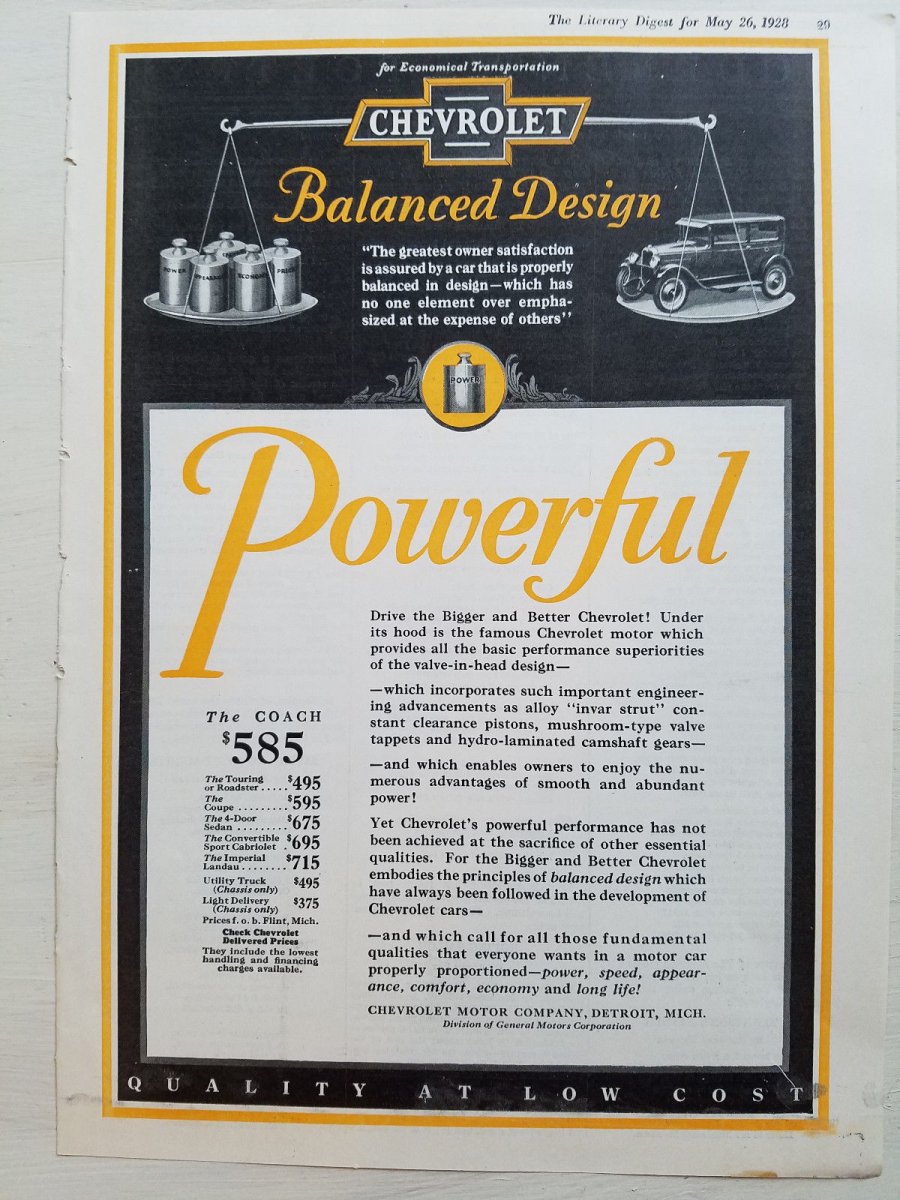 The Literary Digest for May 26, 1928 29
for Economical Transportation
CHEVROLET
Balanced Design
"The greatest owner satisfaction
is assured by a car that is properly
balanced in design—which has
no one element over empha-
sized at the expense of others"
POWER
APPEARANCE
ECONOMY
PRICE
POWER
Powerful
Drive the Bigger and Better Chevrolet! Under
its hood is the famous Chevrolet motor which
provides all the basic performance superiorities
of the valve-in-head design—
—which incorporates such important engineer-
ing advancements as alloy "invar strut" con-
stant clearance pistons, mushroom-type valve
tappets and hydro-laminated camshaft gears—
—and which enables owners to enjoy the nu-
merous advantages of smooth and abundant
power!
Yet Chevrolet's powerful performance has not
been achieved at the sacrifice of other essential
qualities. For the Bigger and Better Chevrolet
embodies the principles of balanced design which
have always been followed in the development of
Chevrolet cars—
—and which call for all those fundamental
qualities that everyone wants in a motor car
properly proportioned—power, speed, appear-
ance, comfort, economy and long life!
CHEVROLET MOTOR COMPANY, DETROIT, MICH.
Division of General Motors Corporation
The COACH
$585
The Touring
or Roadster ..... $495
The
Coupe ......... $595
The 4-Door
Sedan ......... $675
The Convertible
Sport Cabriolet . $695
The Imperial
Landau ........ $715
Utility Truck $495
(Chassis only)
Light Delivery $375
(Chassis only)
Prices f. o. b. Flint, Mich.
Check Chevrolet
Delivered Prices
They include the lowest
handling and financing
charges available.
QUALITY AT LOW COST